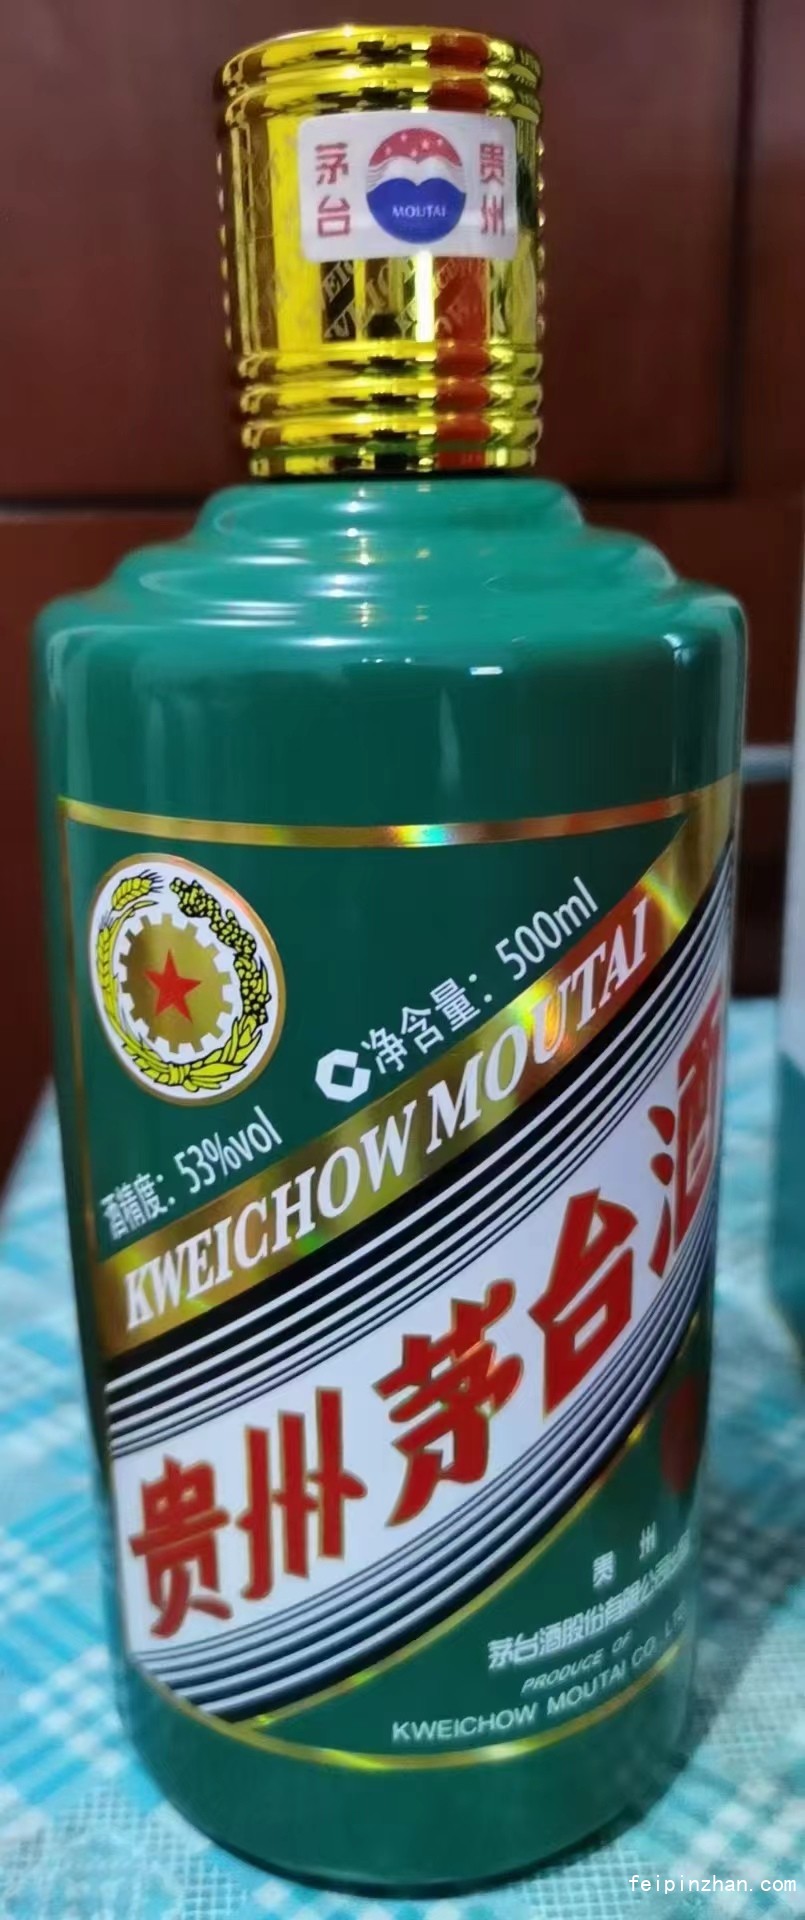 茅台
MOUTAI
贵州
净含量：500ml
酒精度：53%vol
KWEICHOW MOUTAI
贵州茅台酒
贵州
茅台酒股份有限公司
PRODUCE OF
KWEICHOW MOUTAI CO., LTD
feipinzhan.com